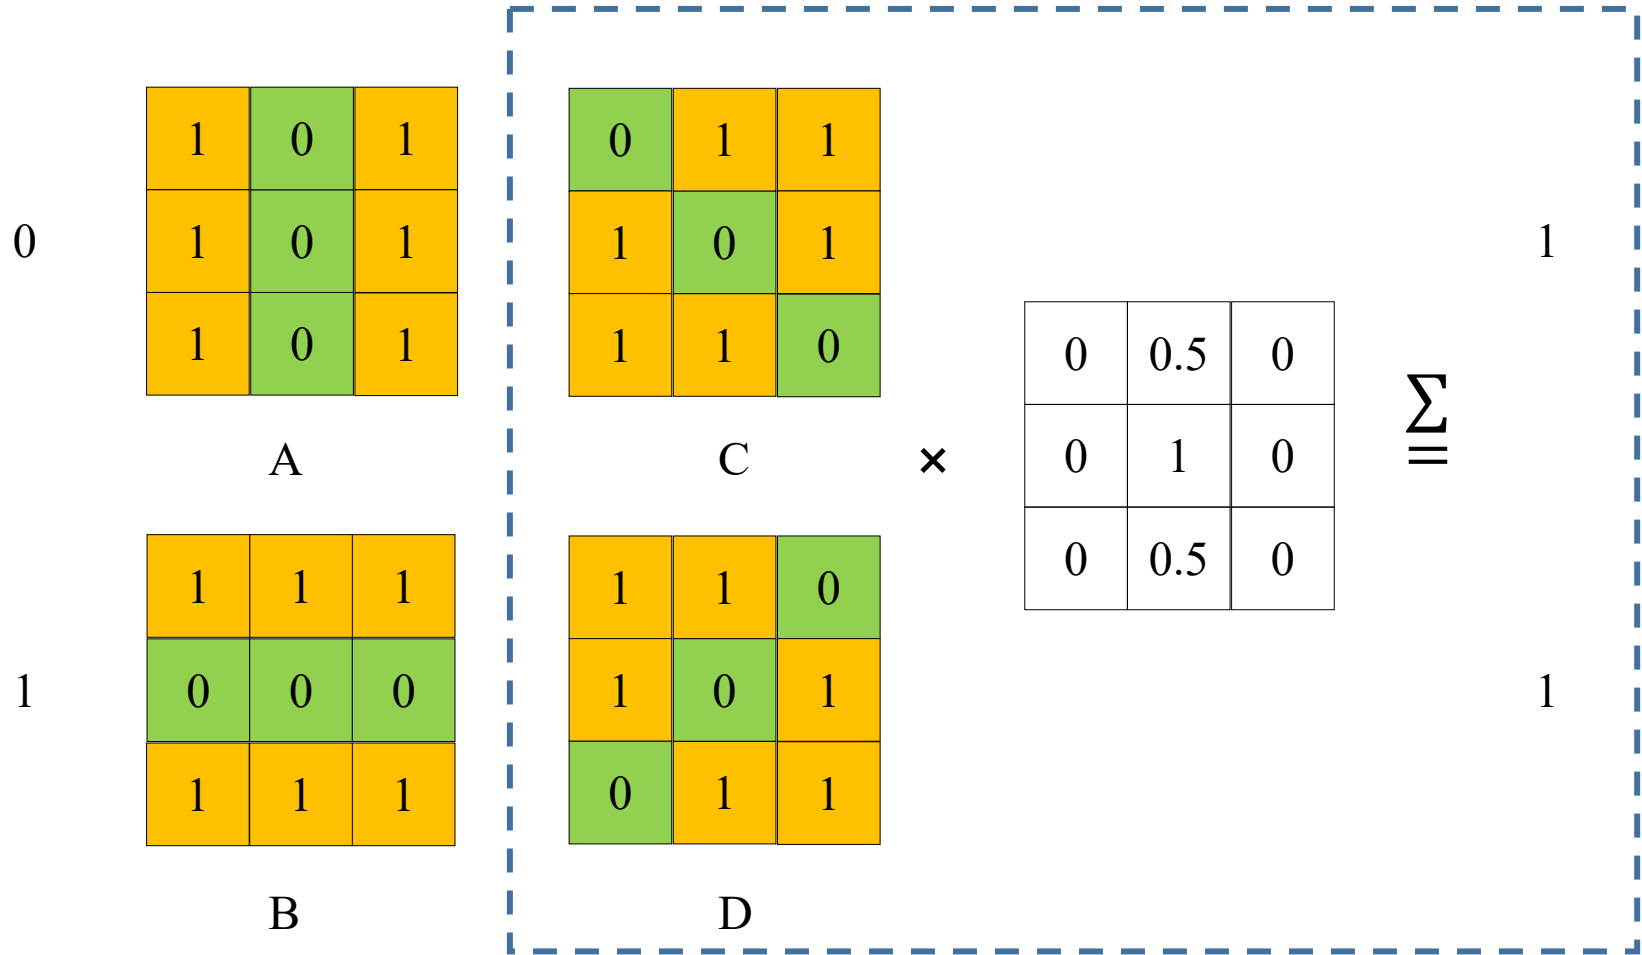 1 0 1 0 1 1
0 1 0 1 1 0 1 1
1 0 1 1 1 0
0 0.5 0
A C × 0 1 0 ∑ =
0 0.5 0
1 1 1 1 1 0
1 0 0 0 1 0 1 1
1 1 1 0 1 1
B D